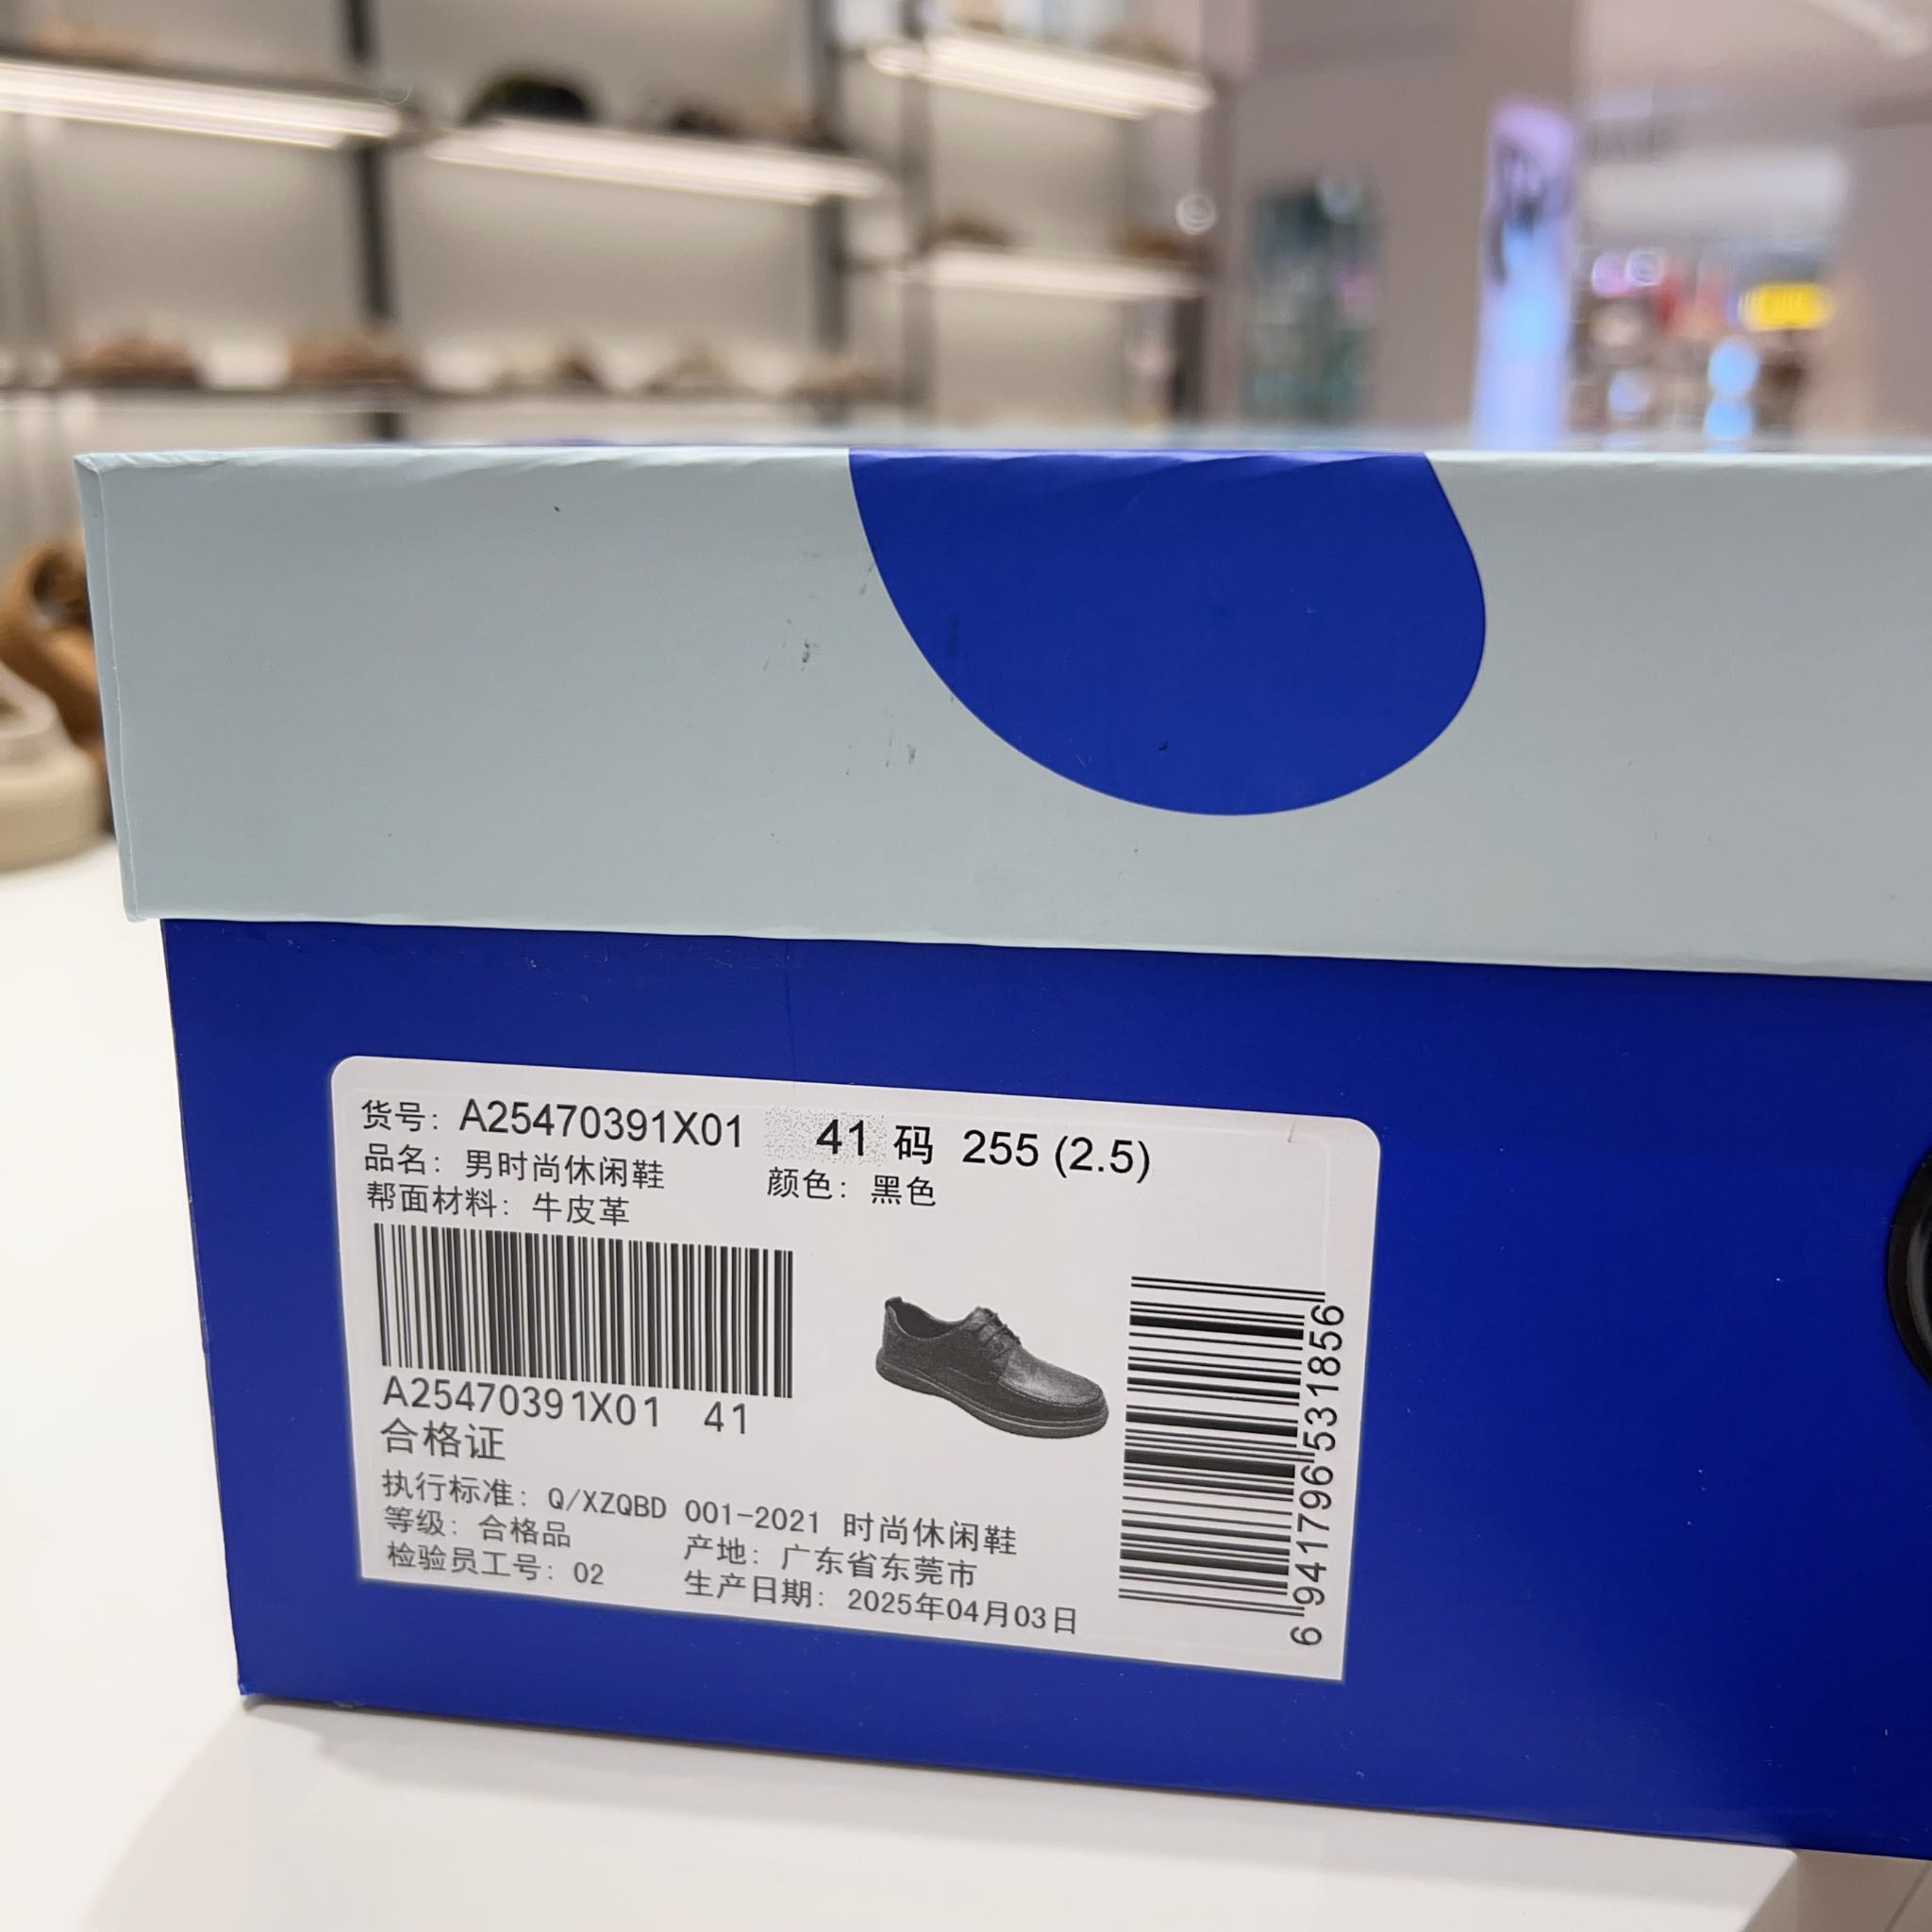 货号: A25470391X01 41 码 255 (2.5)
品名: 男时尚休闲鞋 颜色: 黑色
帮面材料: 牛皮革
A25470391X01 41
合格证
执行标准: Q/XZQBD 001-2021 时尚休闲鞋
等级: 合格品 产地: 广东省东莞市
检验员工号: 02 生产日期: 2025年04月03日
6 941796 531856